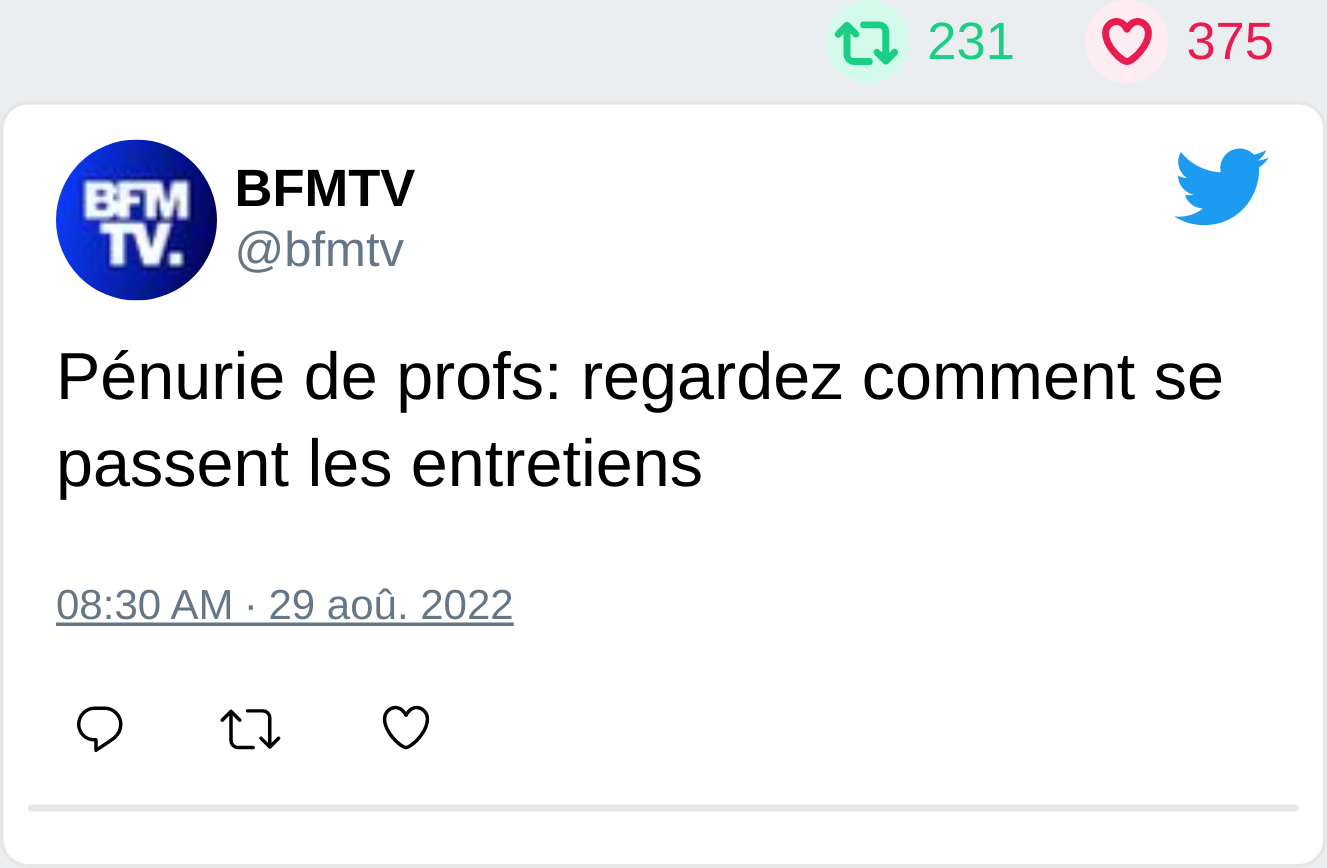 231 375
BFM
TV.
BFMTV
@bfmtv
Pénurie de profs: regardez comment se
passent les entretiens
08:30 AM · 29 aoû. 2022